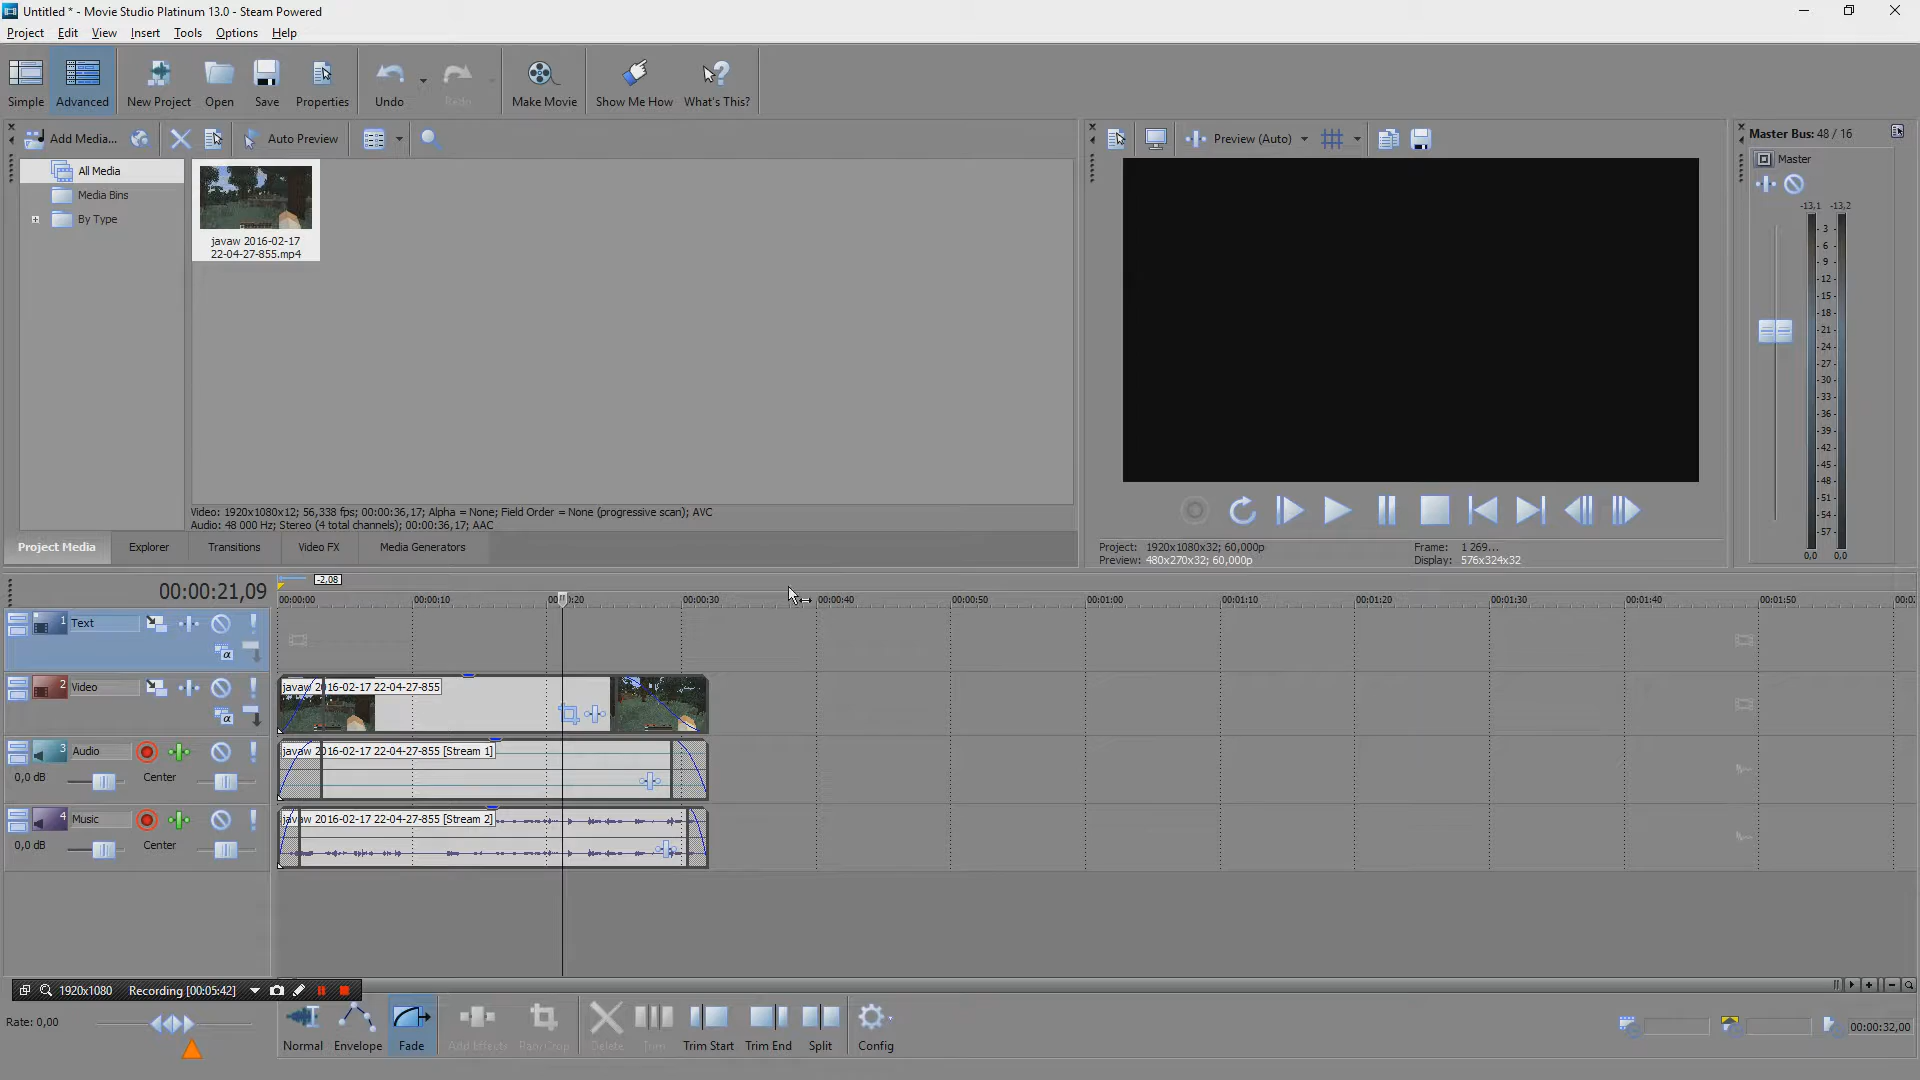 Untitled * - Movie Studio Platinum 13.0 - Steam Powered
Project Edit View Insert Tools Options Help
Simple Advanced New Project Open Save Properties Undo Redo Make Movie Show Me How What's This?
Add Media... Auto Preview
Preview (Auto)
Master Bus: 48 / 16
All Media
Media Bins
By Type
javaw 2016-02-17
22-04-27-855.mp4
Master
-13,1 -13,2
3
6
9
12
15
18
21
24
27
30
33
36
39
42
45
48
51
54
57
0,0 0,0
Video: 1920x1080x12; 56,338 fps; 00:00:36,17; Alpha = None; Field Order = None (progressive scan); AVC
Audio: 48 000 Hz; Stereo (4 total channels); 00:00:36,17; AAC
Project Media Explorer Transitions Video FX Media Generators
Project: 1920x1080x32; 60,000p
Preview: 480x270x32; 60,000p
Frame: 1 269...
Display: 576x324x32
00:00:21,09
-2,08
00:00:00 00:00:10 :20 00:00:30 00:00:40 00:00:50 00:01:00 00:01:10 00:01:20 00:01:30 00:01:40 00:01:50
1 Text
2 Video
javaw 2016-02-17 22-04-27-855
3 Audio
0,0 dB Center
javaw 2016-02-17 22-04-27-855 [Stream 1]
4 Music
0,0 dB Center
javaw 2016-02-17 22-04-27-855 [Stream 2]
1920x1080 Recording [00:05:42]
Rate: 0,00
Normal Envelope Fade Add Effects Pan/Crop Delete Trim Trim Start Trim End Split Config
00:00:32,00